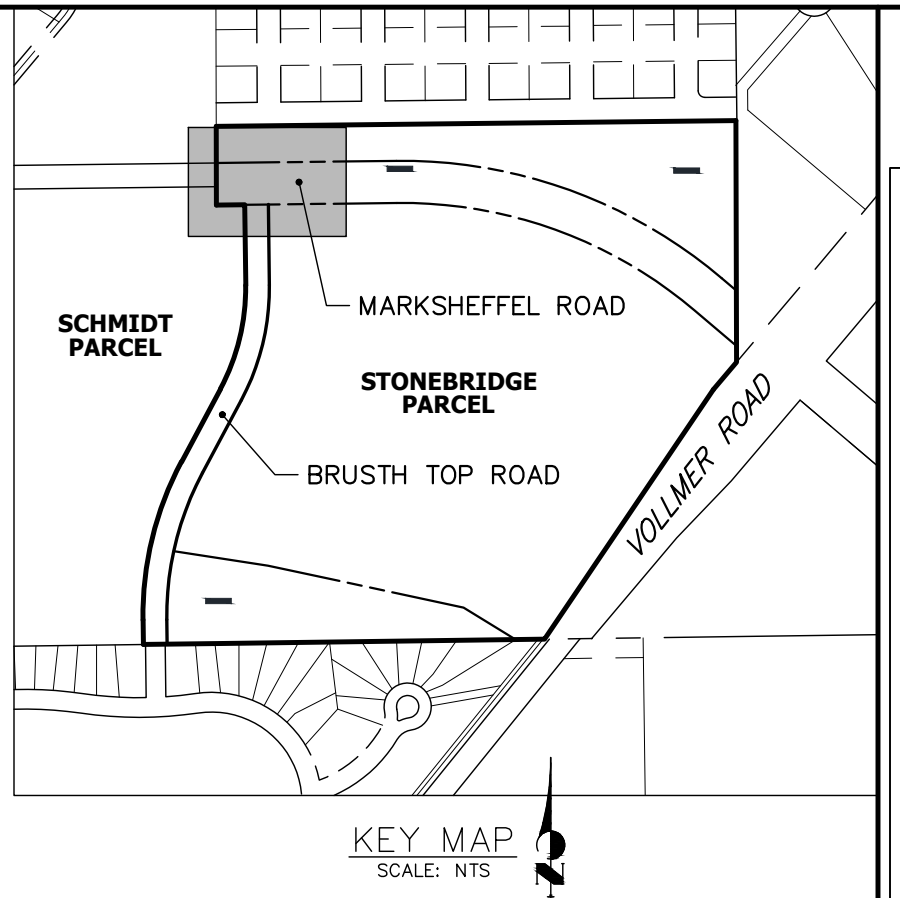 MARKSHEFFEL ROAD
SCHMIDT
PARCEL
STONEBRIDGE
PARCEL
BRUSTH TOP ROAD
VOLLMER ROAD
KEY MAP
SCALE: NTS
N